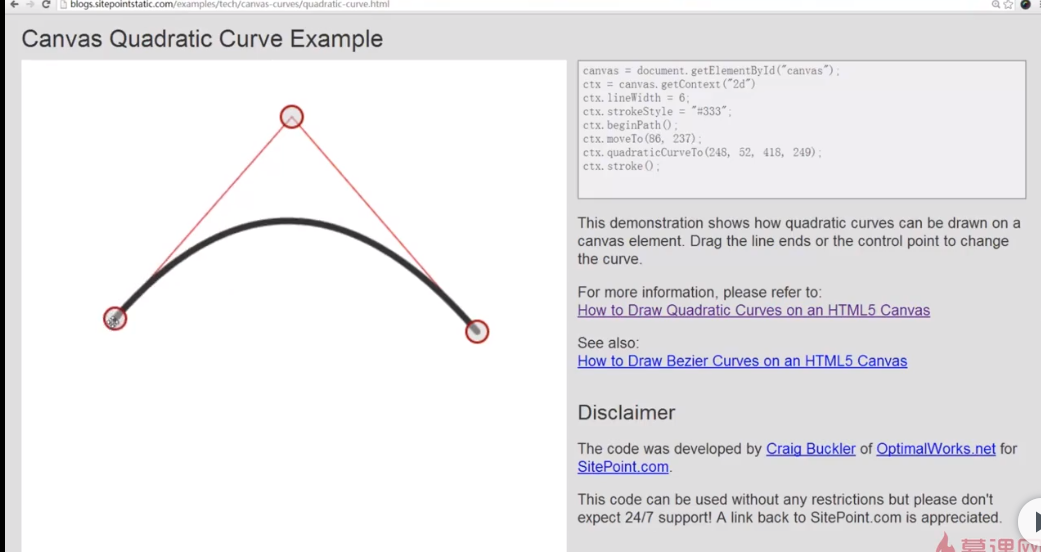 blogs.sitepointstatic.com/examples/tech/canvas-curves/quadratic-curve.html
Canvas Quadratic Curve Example
canvas = document.getElementById("canvas");
ctx = canvas.getContext("2d")
ctx.lineWidth = 6;
ctx.strokeStyle = "#333";
ctx.beginPath();
ctx.moveTo(86, 237);
ctx.quadraticCurveTo(248, 52, 418, 249);
ctx.stroke();
This demonstration shows how quadratic curves can be drawn on a
canvas element. Drag the line ends or the control point to change
the curve.
For more information, please refer to:
How to Draw Quadratic Curves on an HTML5 Canvas
See also:
How to Draw Bezier Curves on an HTML5 Canvas
Disclaimer
The code was developed by Craig Buckler of OptimalWorks.net for
SitePoint.com.
This code can be used without any restrictions but please don't
expect 24/7 support! A link back to SitePoint.com is appreciated.